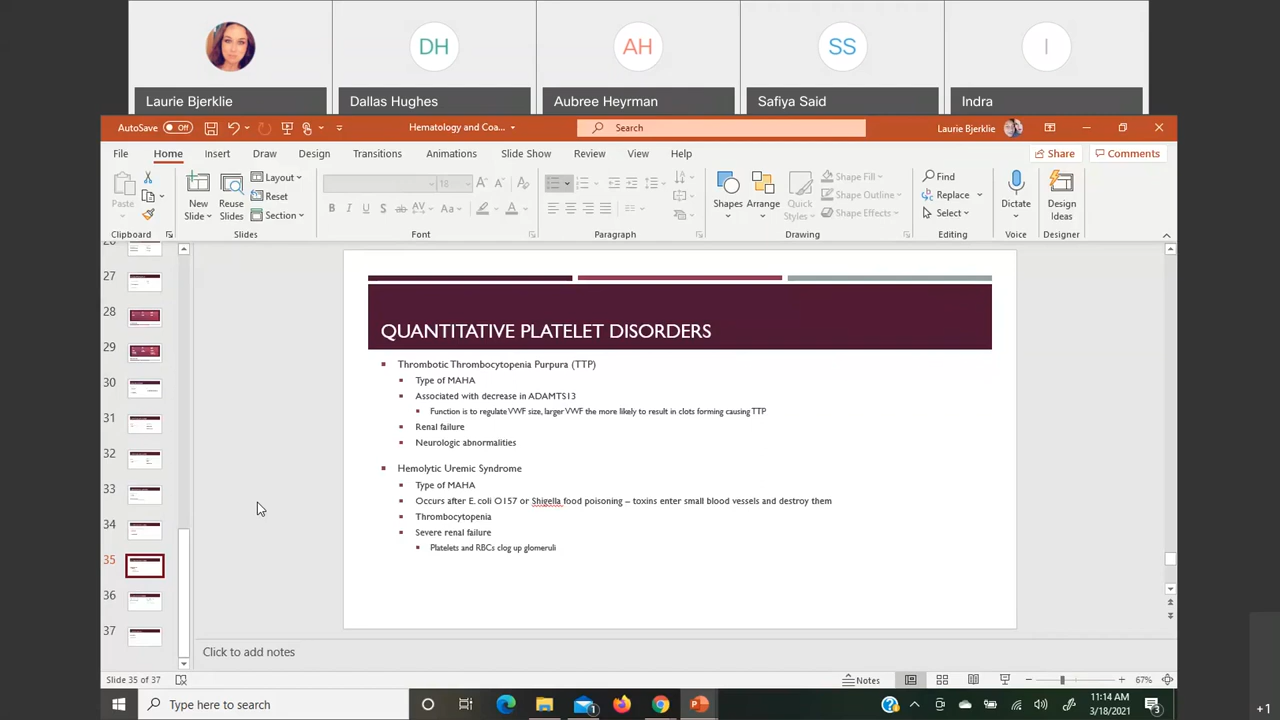 DH
AH
SS
I
Laurie Bjerklie
Dallas Hughes
Aubree Heyrman
Safiya Said
Indra
AutoSave Off
Hematology and Coa...
Search
Laurie Bjerklie
File Home Insert Draw Design Transitions Animations Slide Show Review View Help
Share Comments
Paste
New Slides
Reuse Slides
Layout
Reset
Section
18
Shapes
Arrange
Quick Styles
Shape Fill
Shape Outline
Shape Effects
Find
Replace
Select
Dictate
Design Ideas
Clipboard Slides Font Paragraph Drawing Editing Voice Designer
27
28
29
30
31
32
33
34
35
36
37
QUANTITATIVE PLATELET DISORDERS
Thrombotic Thrombocytopenia Purpura (TTP)
Type of MAHA
Associated with decrease in ADAMTS13
Function is to regulate VWF size, larger VWF the more likely to result in clots forming causing TTP
Renal failure
Neurologic abnormalities
Hemolytic Uremic Syndrome
Type of MAHA
Occurs after E. coli O157 or Shigella food poisoning – toxins enter small blood vessels and destroy them
Thrombocytopenia
Severe renal failure
Platelets and RBCs clog up glomeruli
Click to add notes
Slide 35 of 37
Notes
67%
Type here to search
11:14 AM
3/18/2021
3
+1